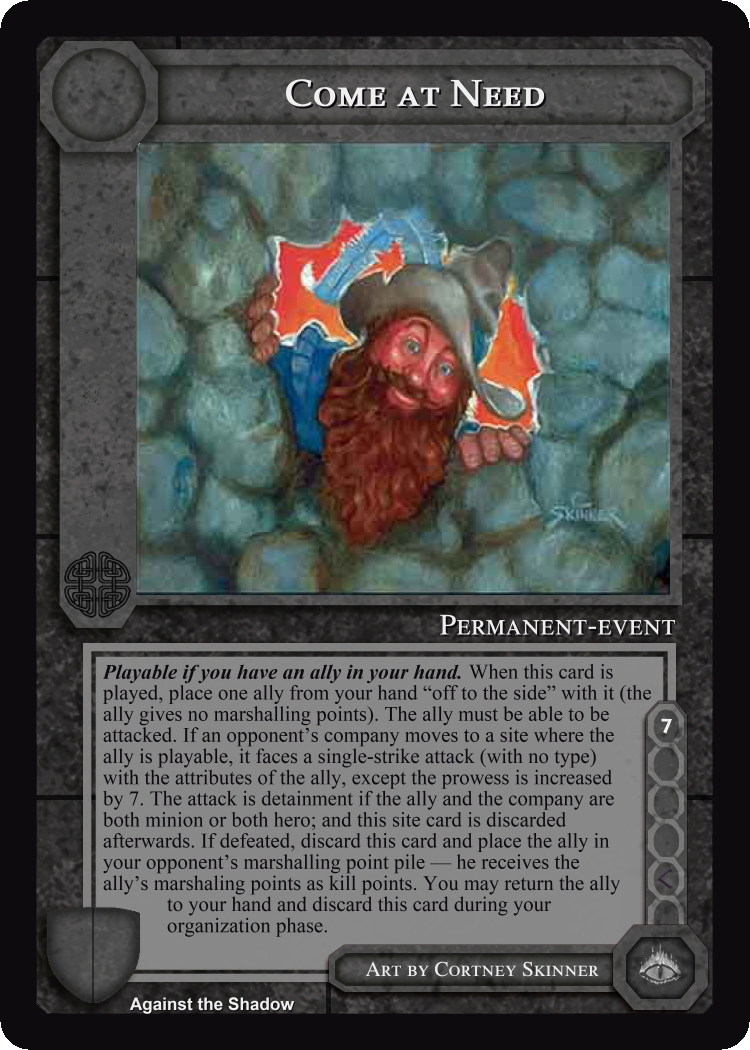 Come at Need
SKINNER
Permanent-event
Playable if you have an ally in your hand. When this card is
played, place one ally from your hand “off to the side” with it (the
ally gives no marshalling points). The ally must be able to be
attacked. If an opponent's company moves to a site where the
ally is playable, it faces a single-strike attack (with no type)
with the attributes of the ally, except the prowess is increased
by 7. The attack is detainment if the ally and the company are
both minion or both hero; and this site card is discarded
afterwards. If defeated, discard this card and place the ally in
your opponent's marshalling point pile — he receives the
ally's marshaling points as kill points. You may return the ally
to your hand and discard this card during your
organization phase.
7
Art by Cortney Skinner
Against the Shadow